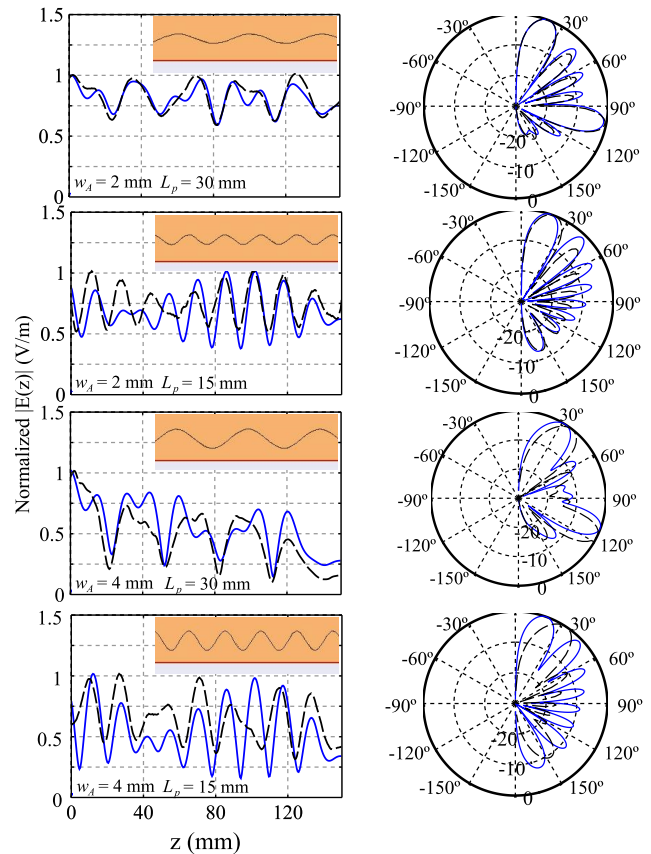 Normalized |E(z)| (V/m)
1.5
1
0.5
0
w_A = 2 mm L_p = 30 mm
-30º
30º
-60º
60º
-90º
90º
-120º
120º
-150º
150º
-20
-10
0
1.5
1
0.5
0
w_A = 2 mm L_p = 15 mm
-30º
30º
-60º
60º
-90º
90º
-120º
120º
-150º
150º
-20
-10
0
1.5
1
0.5
0
w_A = 4 mm L_p = 30 mm
-30º
30º
-60º
60º
-90º
90º
-120º
120º
-150º
150º
-20
-10
0
1.5
1
0.5
0
w_A = 4 mm L_p = 15 mm
0 40 80 120
z (mm)
-30º
30º
-60º
60º
-90º
90º
-120º
120º
-150º
150º
-20
-10
0